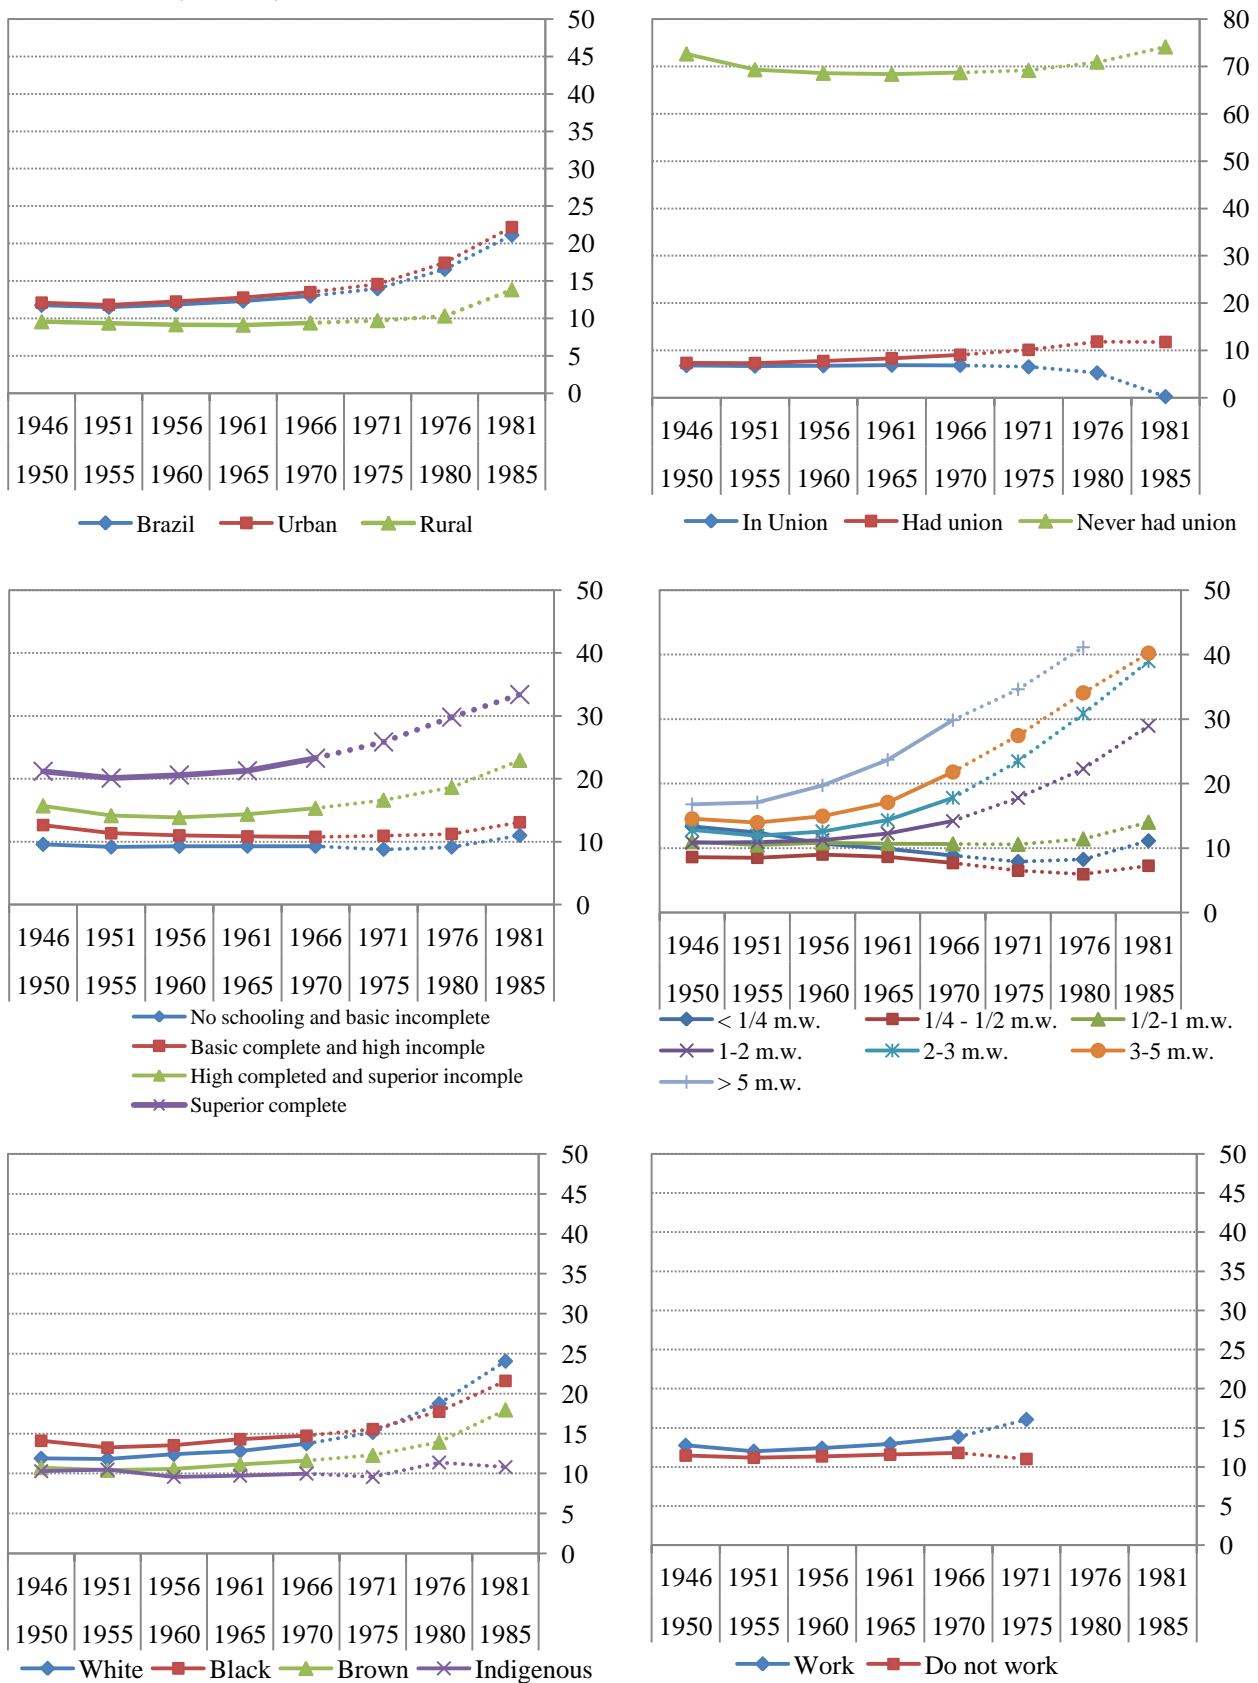 50
45
40
35
30
25
20
15
10
5
0
1946 1951 1956 1961 1966 1971 1976 1981
1950 1955 1960 1965 1970 1975 1980 1985
Brazil Urban Rural
80
70
60
50
40
30
20
10
0
1946 1951 1956 1961 1966 1971 1976 1981
1950 1955 1960 1965 1970 1975 1980 1985
In Union Had union Never had union
50
40
30
20
10
0
1946 1951 1956 1961 1966 1971 1976 1981
1950 1955 1960 1965 1970 1975 1980 1985
No schooling and basic incomplete
Basic complete and high incomple
High completed and superior incomple
Superior complete
50
40
30
20
10
0
1946 1951 1956 1961 1966 1971 1976 1981
1950 1955 1960 1965 1970 1975 1980 1985
< 1/4 m.w. 1/4 - 1/2 m.w. 1/2-1 m.w.
1-2 m.w. 2-3 m.w. 3-5 m.w.
> 5 m.w.
50
45
40
35
30
25
20
15
10
5
0
1946 1951 1956 1961 1966 1971 1976 1981
1950 1955 1960 1965 1970 1975 1980 1985
White Black Brown Indigenous
50
45
40
35
30
25
20
15
10
5
0
1946 1951 1956 1961 1966 1971 1976 1981
1950 1955 1960 1965 1970 1975 1980 1985
Work Do not work